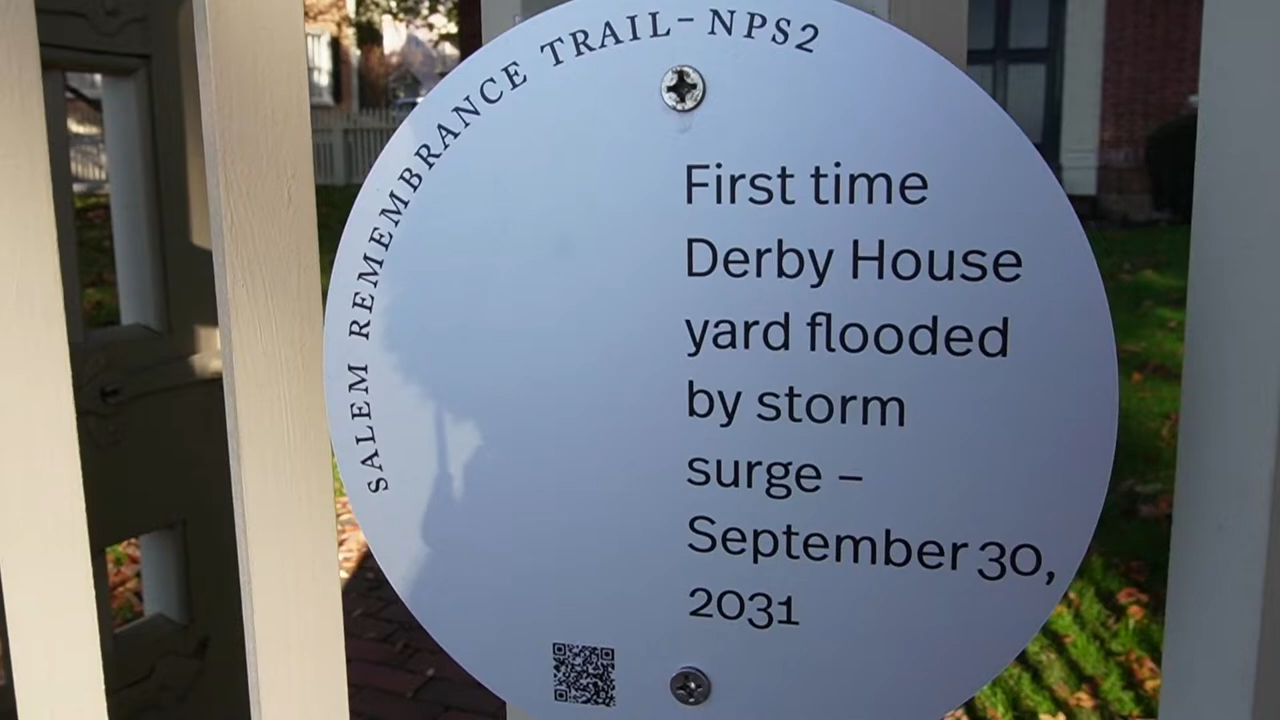 SALEM REMEMBRANCE TRAIL–NPS2
First time
Derby House
yard flooded
by storm
surge –
September 30,
2031